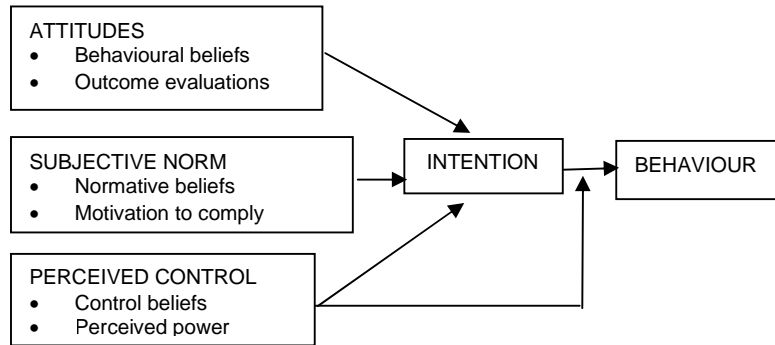 ATTITUDES
• Behavioural beliefs
• Outcome evaluations
SUBJECTIVE NORM
• Normative beliefs
• Motivation to comply
PERCEIVED CONTROL
• Control beliefs
• Perceived power
INTENTION
BEHAVIOUR